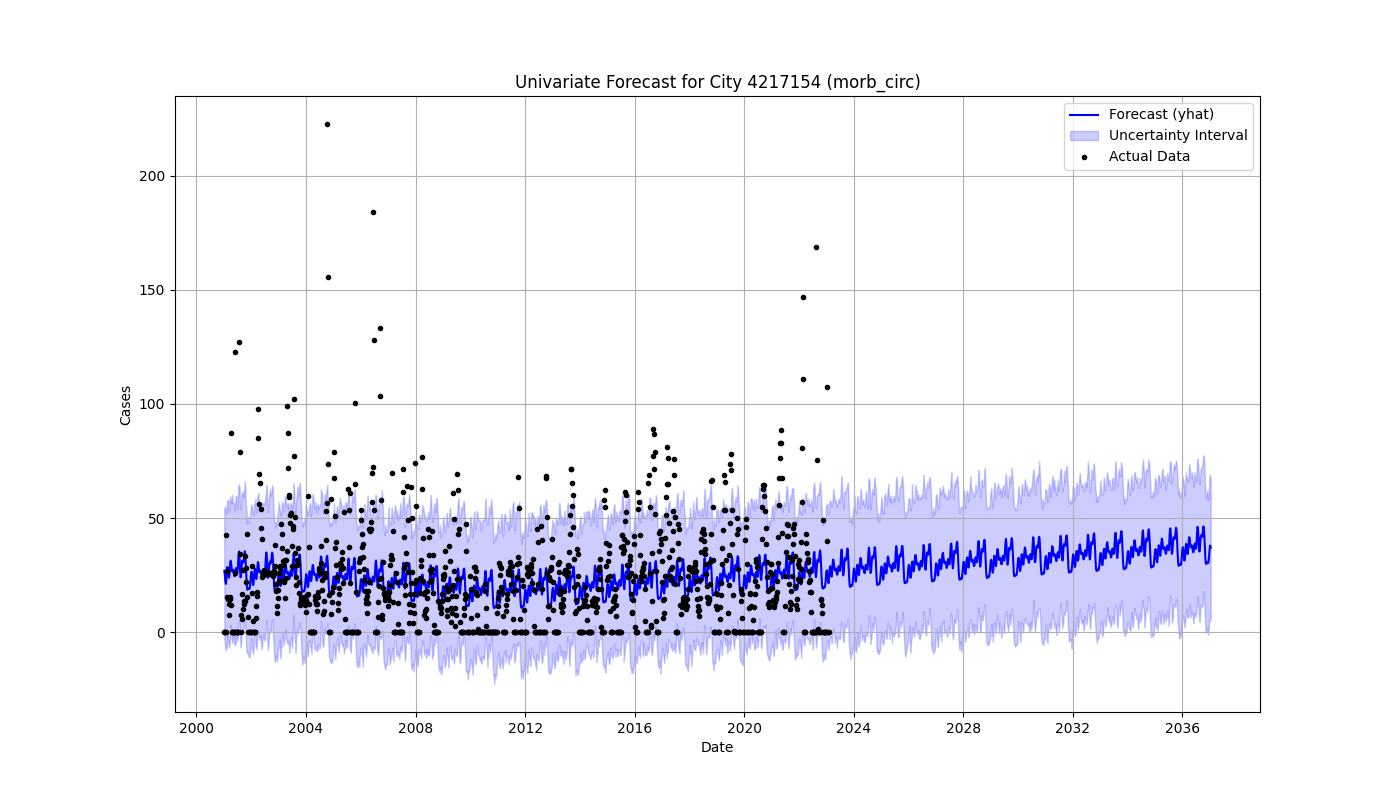 Univariate Forecast for City 4217154 (morb_circ)
Forecast (yhat)
Uncertainty Interval
Actual Data
Cases
200
150
100
50
0
2000 2004 2008 2012 2016 2020 2024 2028 2032 2036
Date